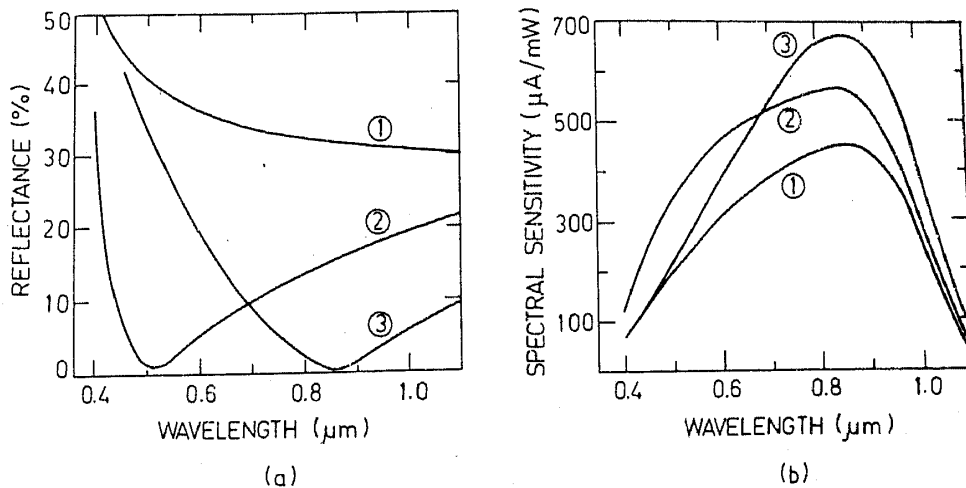 REFLECTANCE (%)
50
40
30
20
10
0
0.4 0.6 0.8 1.0
WAVELENGTH (µm)
①
②
③
(a)
SPECTRAL SENSITIVITY (µA/mW)
700
500
300
100
0.4 0.6 0.8 1.0
WAVELENGTH (µm)
③
②
①
(b)